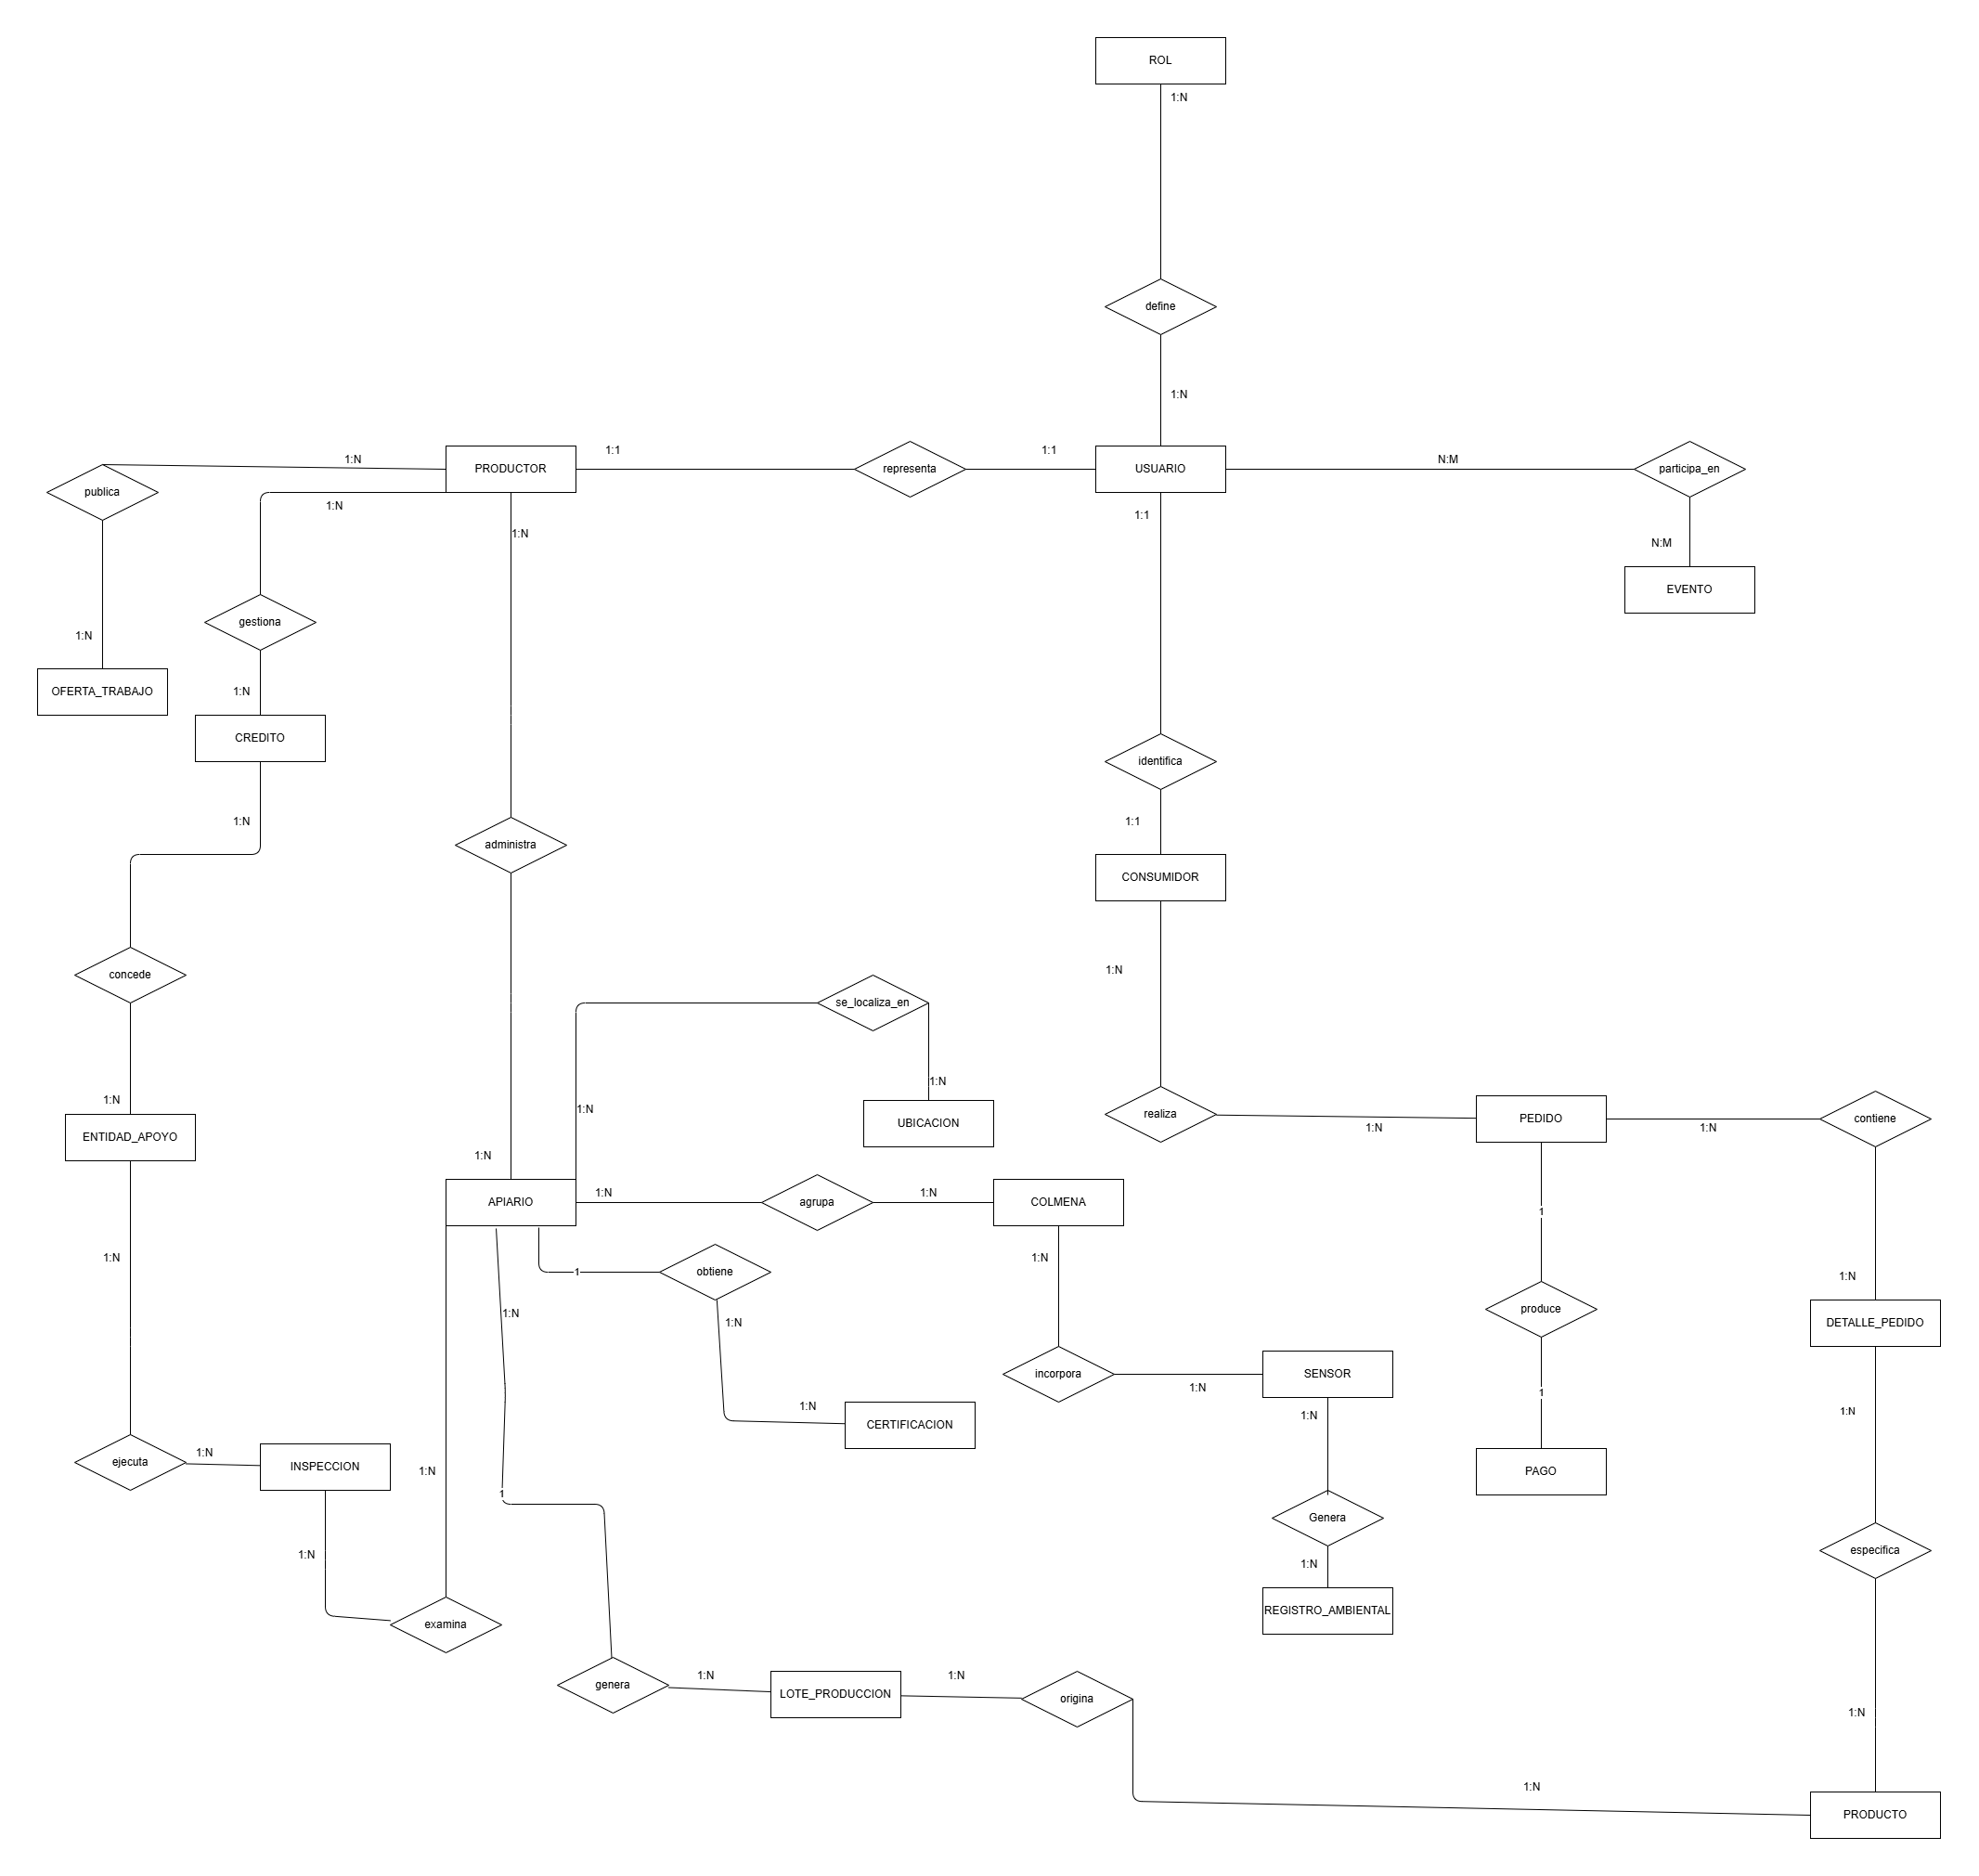 ROL
1:N
define
1:N
1:N
PRODUCTOR
1:1
representa
1:1
USUARIO
N:M
participa_en
publica
1:N
1:N
1:1
N:M
EVENTO
gestiona
1:N
OFERTA_TRABAJO
1:N
CREDITO
identifica
1:N
1:1
administra
CONSUMIDOR
concede
1:N
se_localiza_en
1:N
1:N
1:N
UBICACION
realiza
1:N
PEDIDO
1:N
contiene
ENTIDAD_APOYO
1:N
APIARIO
1:N
agrupa
1:N
COLMENA
1
1:N
1:N
1
obtiene
1:N
1:N
produce
DETALLE_PEDIDO
1:N
1:N
incorpora
1:N
SENSOR
1
1:N
CERTIFICACION
1:N
1:N
ejecuta
1:N
INSPECCION
1:N
PAGO
1
Genera
especifica
1:N
1:N
REGISTRO_AMBIENTAL
examina
genera
1:N
LOTE_PRODUCCION
1:N
origina
1:N
1:N
PRODUCTO